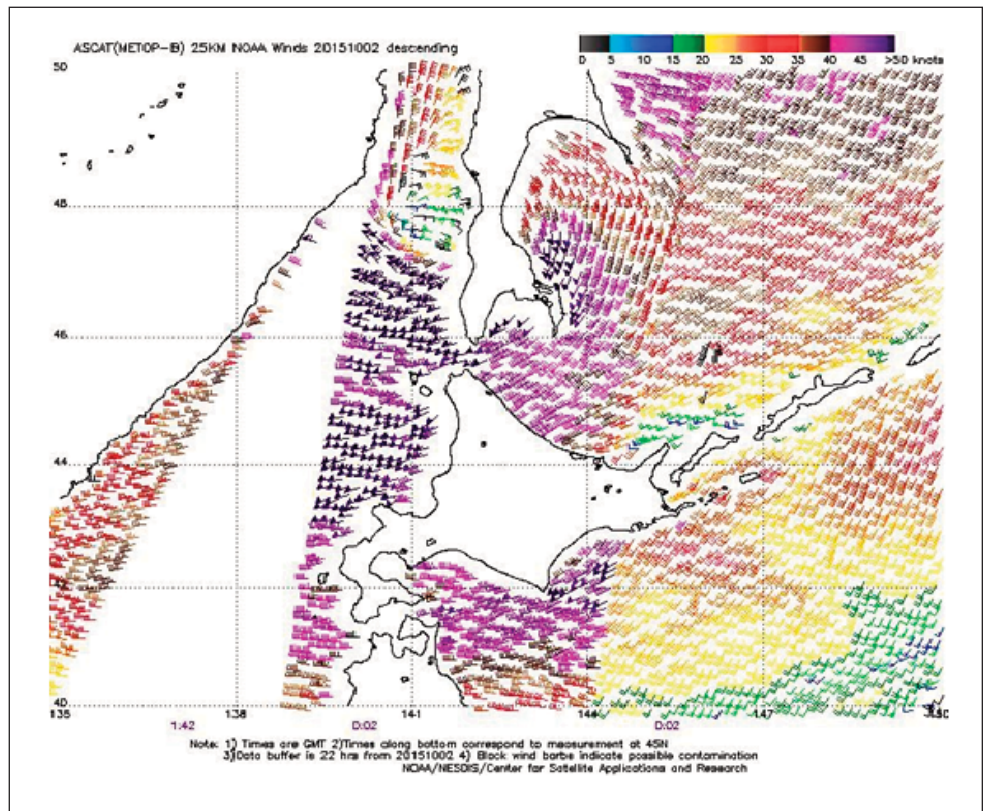 ASCAT(METOP-B) 25KM NOAA Winds 20151002 descending
0 5 10 15 20 25 30 35 40 45 >50 knots
50
48
46
44
42
40
135 138 141 144 147 150
1:42 D:02 D:02
Note: 1) Times are GMT 2)Times along bottom correspond to measurement at 45N
3)Data buffer is 22 hrs from 20151002 4) Black wind barbs indicate possible contamination
NOAA/NESDIS/Center for Satellite Applications and Research